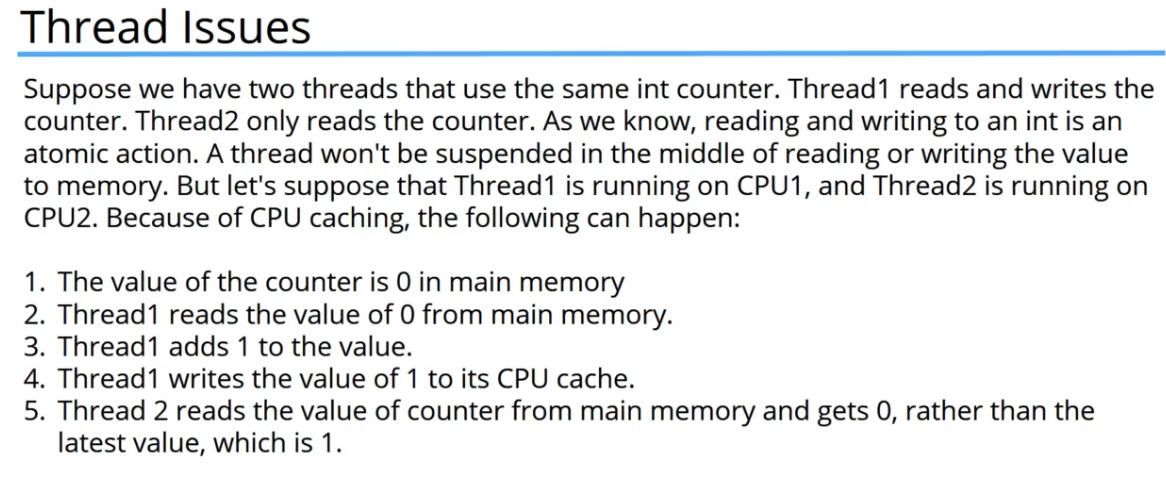 Thread Issues
Suppose we have two threads that use the same int counter. Thread1 reads and writes the
counter. Thread2 only reads the counter. As we know, reading and writing to an int is an
atomic action. A thread won't be suspended in the middle of reading or writing the value
to memory. But let's suppose that Thread1 is running on CPU1, and Thread2 is running on
CPU2. Because of CPU caching, the following can happen:
1. The value of the counter is 0 in main memory
2. Thread1 reads the value of 0 from main memory.
3. Thread1 adds 1 to the value.
4. Thread1 writes the value of 1 to its CPU cache.
5. Thread 2 reads the value of counter from main memory and gets 0, rather than the
latest value, which is 1.